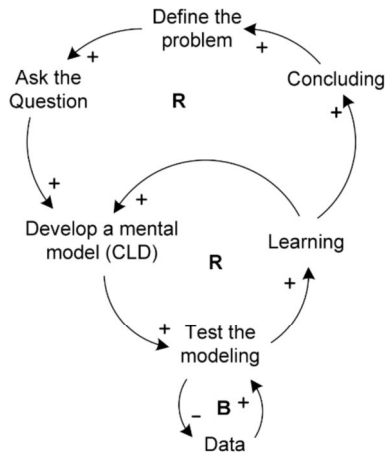 Define the
problem
+
+
Ask the
Question
Concluding
R
+
+
+
Develop a mental
model (CLD)
Learning
R
+
+
Test the
modeling
B
+
–
Data